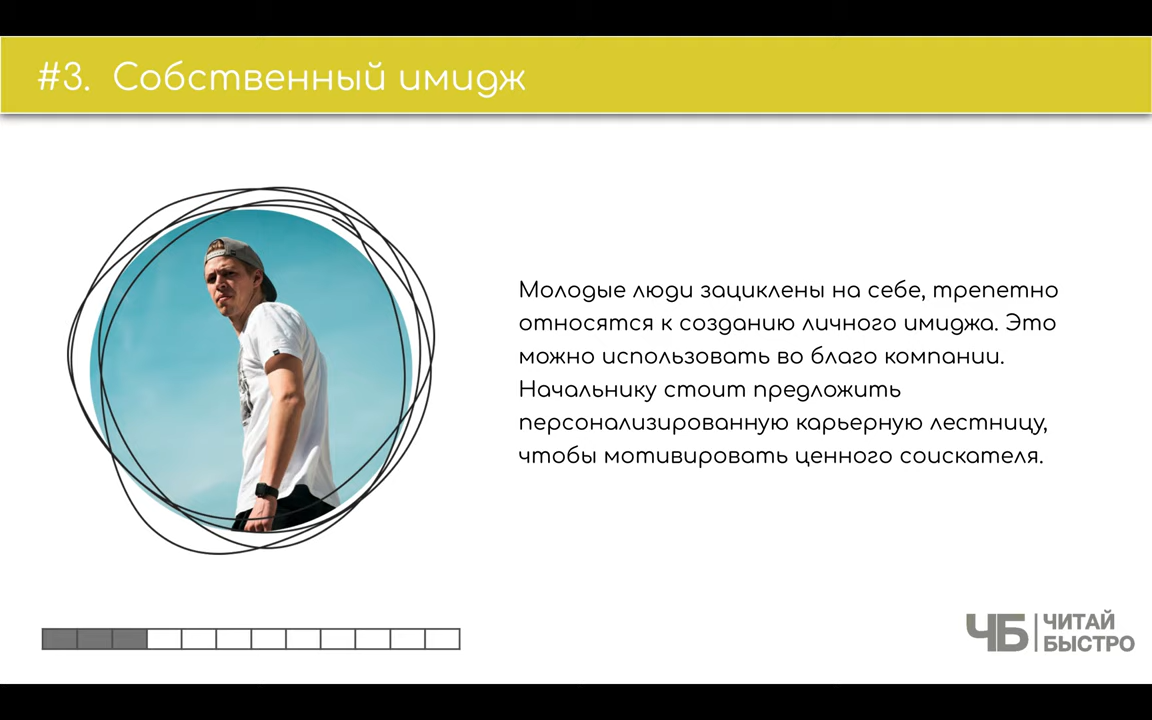 #3. Собственный имидж
Молодые люди зациклены на себе, трепетно
относятся к созданию личного имиджа. Это
можно использовать во благо компании.
Начальнику стоит предложить
персонализированную карьерную лестницу,
чтобы мотивировать ценного соискателя.
ЧБ
ЧИТАЙ
БЫСТРО